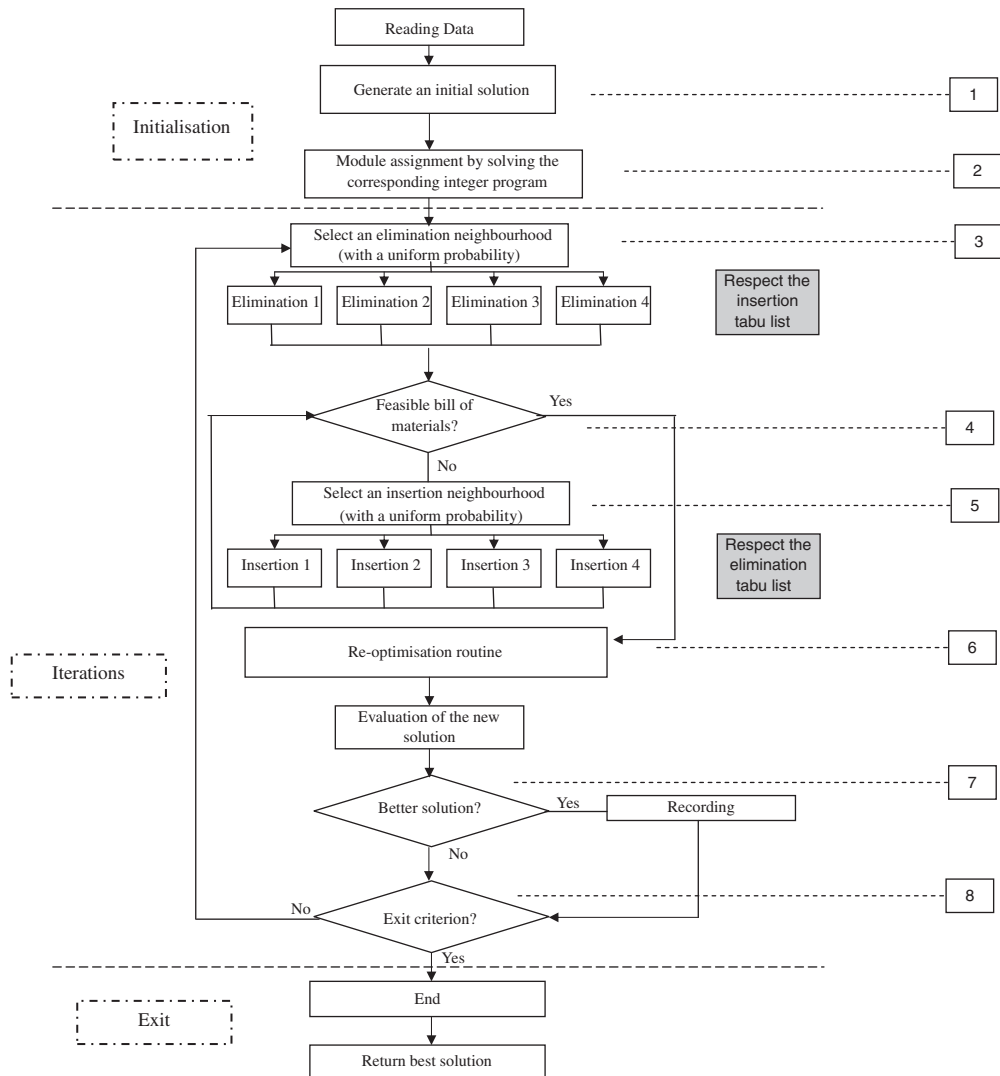 Reading Data
Generate an initial solution
1
Initialisation
Module assignment by solving the
corresponding integer program
2
Select an elimination neighbourhood
(with a uniform probability)
3
Elimination 1
Elimination 2
Elimination 3
Elimination 4
Respect the
insertion
tabu list
Feasible bill of
materials?
Yes
4
No
Select an insertion neighbourhood
(with a uniform probability)
5
Insertion 1
Insertion 2
Insertion 3
Insertion 4
Respect the
elimination
tabu list
Re-optimisation routine
6
Iterations
Evaluation of the new
solution
7
Better solution?
Yes
Recording
No
8
No
Exit criterion?
Yes
End
Exit
Return best solution